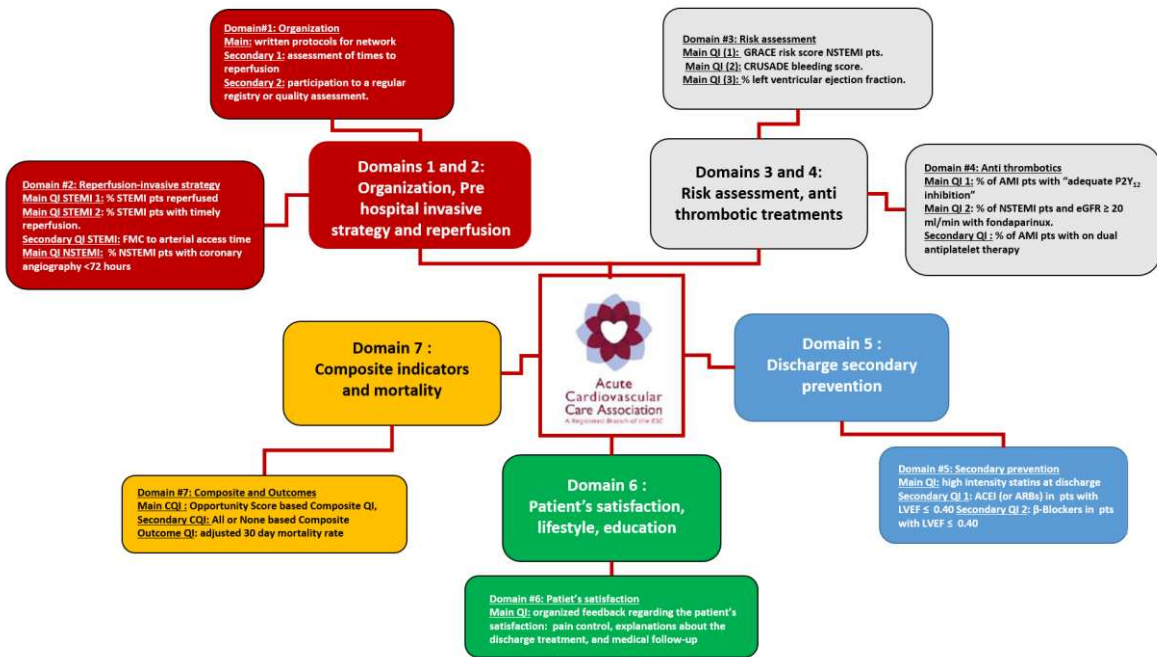 Domain#1: Organization
Main: written protocols for network
Secondary 1: assessment of times to
reperfusion
Secondary 2: participation to a regular
registry or quality assessment.
Domain #3: Risk assessment
Main QI (1): GRACE risk score NSTEMI pts.
Main QI (2): CRUSADE bleeding score.
Main QI (3): % left ventricular ejection fraction.
Domain #2: Reperfusion-invasive strategy
Main QI STEMI 1: % STEMI pts reperfused
Main QI STEMI 2: % STEMI pts with timely
reperfusion.
Secondary QI STEMI: FMC to arterial access time
Main QI NSTEMI: % NSTEMI pts with coronary
angiography <72 hours
Domains 1 and 2:
Organization, Pre
hospital invasive
strategy and reperfusion
Domains 3 and 4:
Risk assessment, anti
thrombotic treatments
Domain #4: Anti thrombotics
Main QI 1: % of AMI pts with “adequate P2Y₁₂
inhibition”
Main QI 2: % of NSTEMI pts and eGFR ≥ 20
ml/min with fondaparinux.
Secondary QI : % of AMI pts with on dual
antiplatelet therapy
Domain 7 :
Composite indicators
and mortality
Acute
Cardiovascular
Care Association
A Registered Branch of the ESC
Domain 5 :
Discharge secondary
prevention
Domain #7: Composite and Outcomes
Main CQI : Opportunity Score based Composite QI,
Secondary CQI: All or None based Composite
Outcome QI: adjusted 30 day mortality rate
Domain 6 :
Patient’s satisfaction,
lifestyle, education
Domain #5: Secondary prevention
Main QI: high intensity statins at discharge
Secondary QI 1: ACEI (or ARBs) in pts with
LVEF ≤ 0.40 Secondary QI 2: β-Blockers in pts
with LVEF ≤ 0.40
Domain #6: Patiet’s satisfaction
Main QI: organized feedback regarding the patient’s
satisfaction: pain control, explanations about the
discharge treatment, and medical follow-up